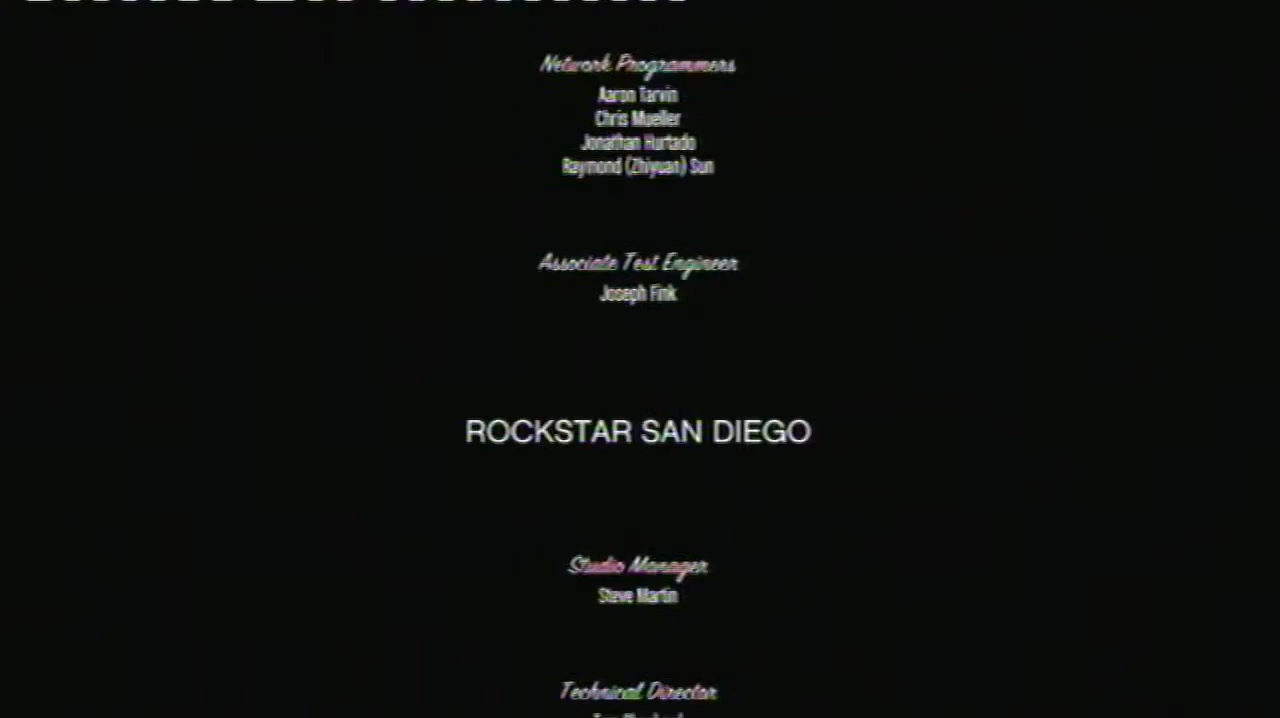 Network Programmers
Aaron Tarvin
Chris Mueller
Jonathan Hurtado
Raymond (Zhiyuan) Sun
Associate Test Engineer
Joseph Fink
ROCKSTAR SAN DIEGO
Studio Manager
Steve Martin
Technical Director